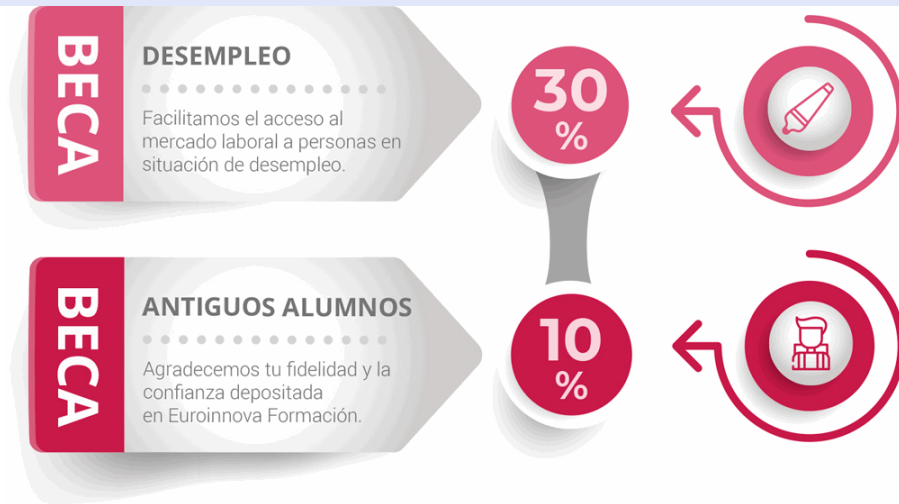 BECA
DESEMPLEO
Facilitamos el acceso al
mercado laboral a personas en
situación de desempleo.
30
%
BECA
ANTIGUOS ALUMNOS
Agradecemos tu fidelidad y la
confianza depositada
en Euroinnova Formación.
10
%